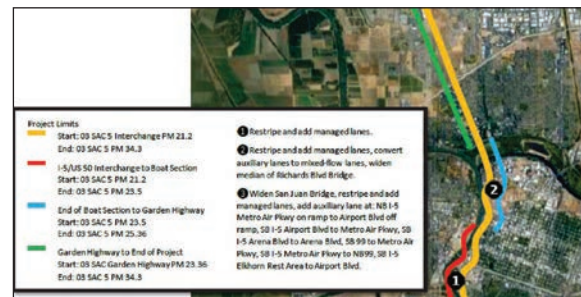 Project Limits
Start: 03 SAC 5 Interchange PM 21.2
End: 03 SAC 5 PM 34.3
I-5/US 50 Interchange to Boat Section
Start: 03 SAC 5 PM 21.2
End: 03 SAC 5 PM 23.5
End of Boat Section to Garden Highway
Start: 03 SAC 5 PM 23.5
End: 03 SAC 5 PM 25.36
Garden Highway to End of Project
Start: 03 SAC Garden Highway PM 23.36
End: 03 SAC 5 PM 34.3
1 Restripe and add managed lanes.
2 Restripe and add managed lanes, convert
auxiliary lanes to mixed-flow lanes, widen
median of Richards Blvd Bridge.
3 Widen San Juan Bridge, restripe and add
managed lanes, add auxiliary lane at: NB I-5
Metro Air Pkwy on ramp to Airport Blvd off
ramp, SB I-5 Airport Blvd to Metro Air Pkwy, SB
I-5 Arena Blvd to Arena Blvd, SB 99 to Metro Air
Pkwy, SB I-5 Metro Air Pkwy to NB99, SB I-5
Elkhorn Rest Area to Airport Blvd.
2
1